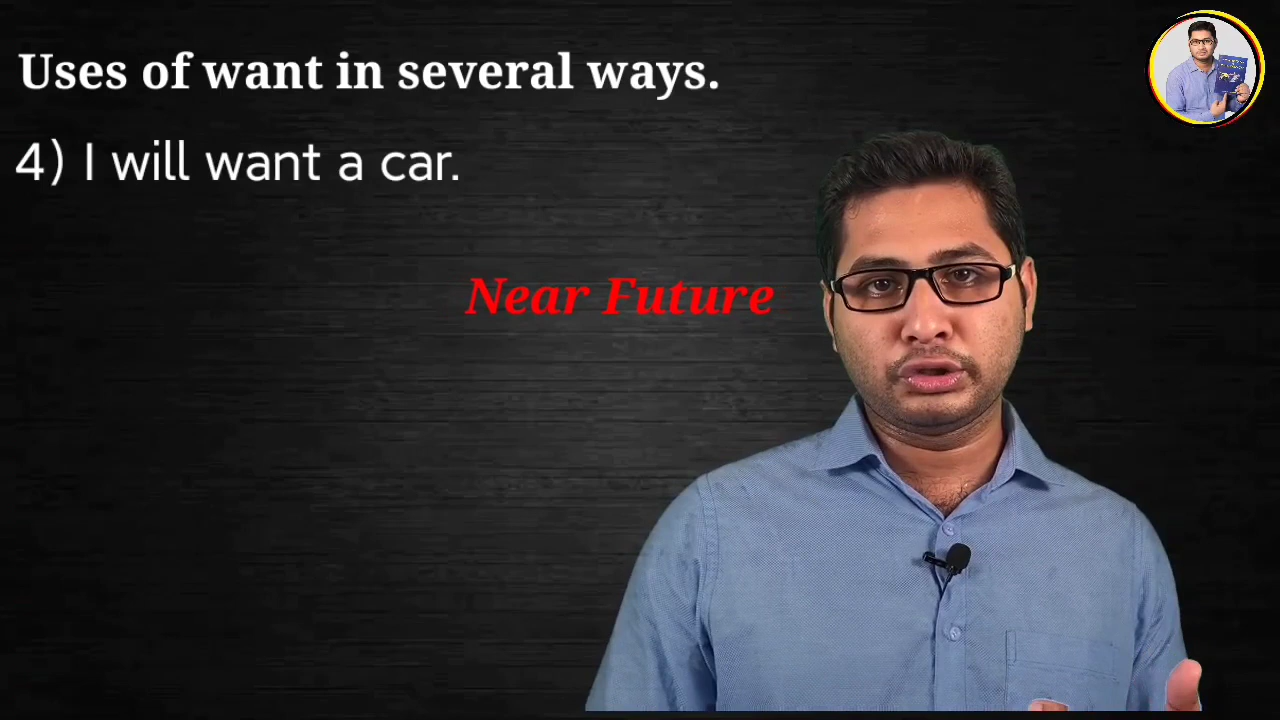 Uses of want in several ways.
4) I will want a car.
Near Future